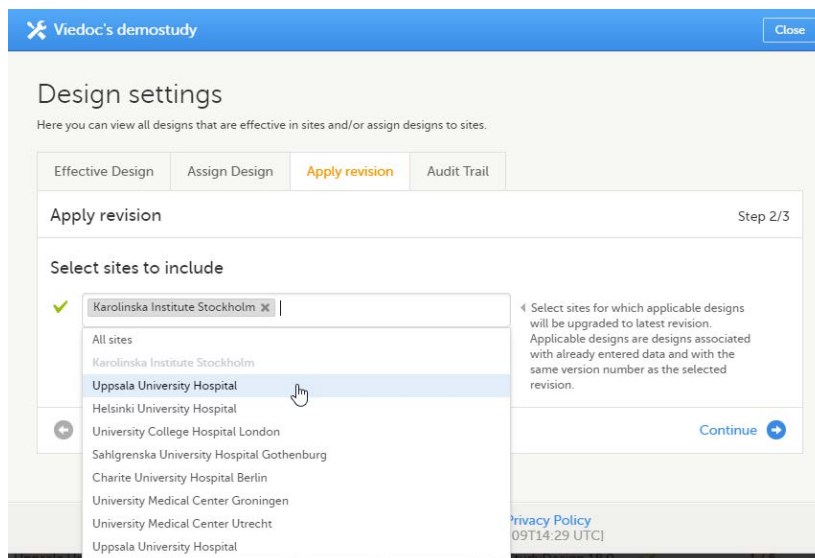 Viedoc's demostudy
Close
Design settings
Here you can view all designs that are effective in sites and/or assign designs to sites.
Effective Design
Assign Design
Apply revision
Audit Trail
Apply revision
Step 2/3
Select sites to include
Karolinska Institute Stockholm
Select sites for which applicable designs
will be upgraded to latest revision.
Applicable designs are designs associated
with already entered data and with the
same version number as the selected
revision.
All sites
Karolinska Institute Stockholm
Uppsala University Hospital
Helsinki University Hospital
University College Hospital London
Sahlgrenska University Hospital Gothenburg
Charite University Hospital Berlin
University Medical Center Groningen
University Medical Center Utrecht
Uppsala University Hospital
Continue
Privacy Policy
09T14:29 UTC]